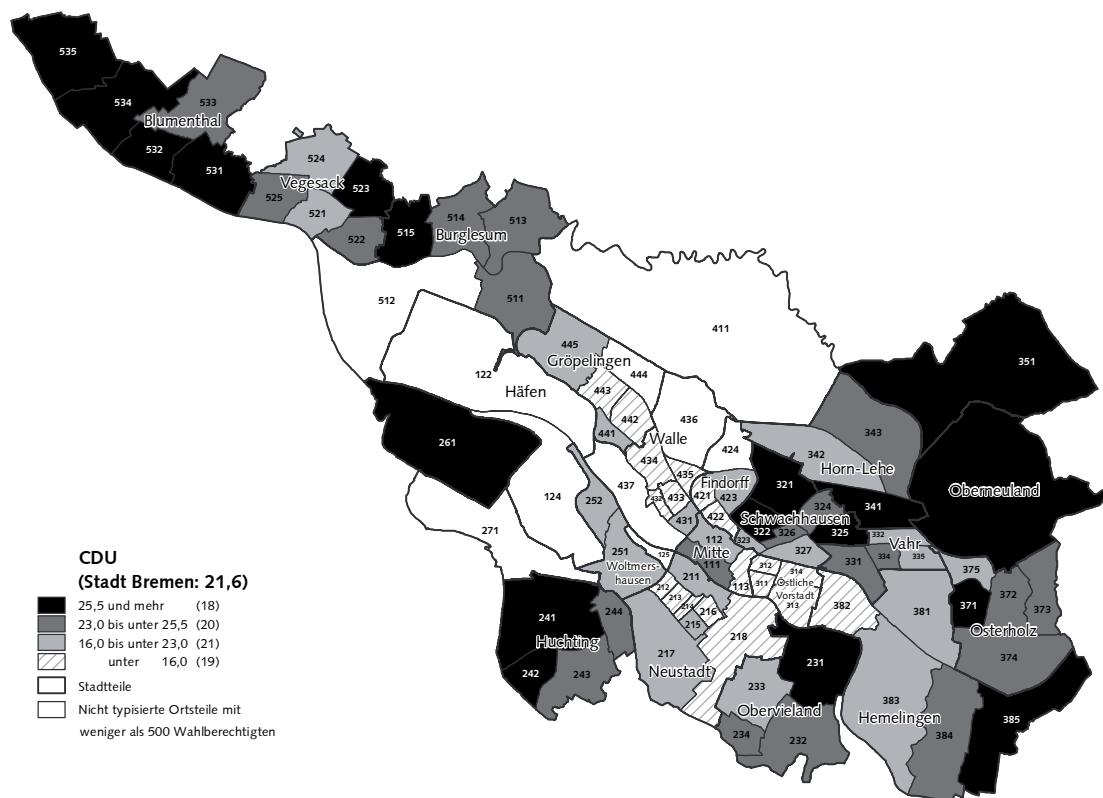 535
534
533
Blumenthal
532
531
524
Vegesack
523
525
521
522
515
514
513
Burglesum
512
511
411
351
445
Gröpelingen
444
122
Häfen
443
442
436
343
441
Walle
261
434
424
342
Horn-Lehe
435
Findorff
321
437
432
433
421
423
Oberneuland
124
252
422
324
341
431
Schwachhausen
271
322
326
325
332
112
323
Vahr
251
125
Mitte
327
331
334
335
Woltmers-
hausen
111
312
314
375
211
113
311
Östliche
Vorstadt
212
213
313
382
381
371
372
373
214
216
244
241
215
Huchting
218
Osterholz
217
231
374
242
243
Neustadt
233
383
Obervieland
Hemelingen
385
234
232
384
CDU
(Stadt Bremen: 21,6)
25,5 und mehr (18)
23,0 bis unter 25,5 (20)
16,0 bis unter 23,0 (21)
unter 16,0 (19)
Stadtteile
Nicht typisierte Ortsteile mit
weniger als 500 Wahlberechtigten